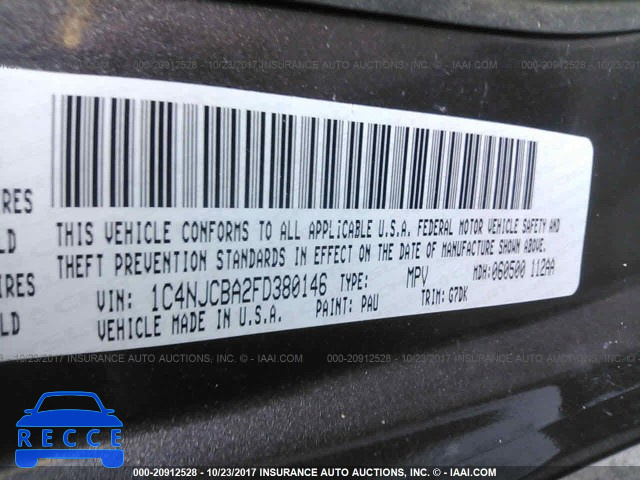 000-20912528 - 10/23/2017 INSURANCE AUTO AUCTIONS, INC. - © IAAI.COM
IRES
LD
IRES
LD
THIS VEHICLE CONFORMS TO ALL APPLICABLE U.S.A. FEDERAL MOTOR VEHICLE SAFETY AND
THEFT PREVENTION STANDARDS IN EFFECT ON THE DATE OF MANUFACTURE SHOWN ABOVE.
VIN: 1C4NJCBA2FD380146 TYPE: MPV MDH: 060500 112AA
VEHICLE MADE IN U.S.A. PAINT: PAU TRIM: G7DK
000-20912528 - 10/23/2017 INSURANCE AUTO AUCTIONS, INC. - © IAAI.COM
RECCE
000-20912528 - 10/23/2017 INSURANCE AUTO AUCTIONS, INC. - © IAAI.COM